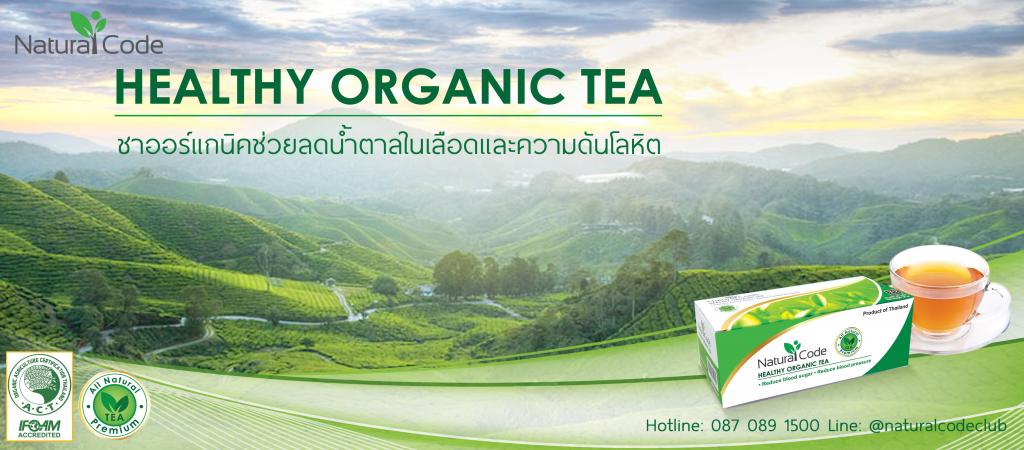 Natural Code
HEALTHY ORGANIC TEA
ชาออร์แกนิคช่วยลดน้ำตาลในเลือดและความดันโลหิต
Product of Thailand
Natural Code
HEALTHY ORGANIC TEA
• Reduce blood sugar • Reduce blood pressure
ORGANIC AGRICULTURE CERTIFICATION THAILAND
A.C.T.
IFOAM
ACCREDITED
All Natural
TEA
Premium
Hotline: 087 089 1500 Line: @naturalcodeclub